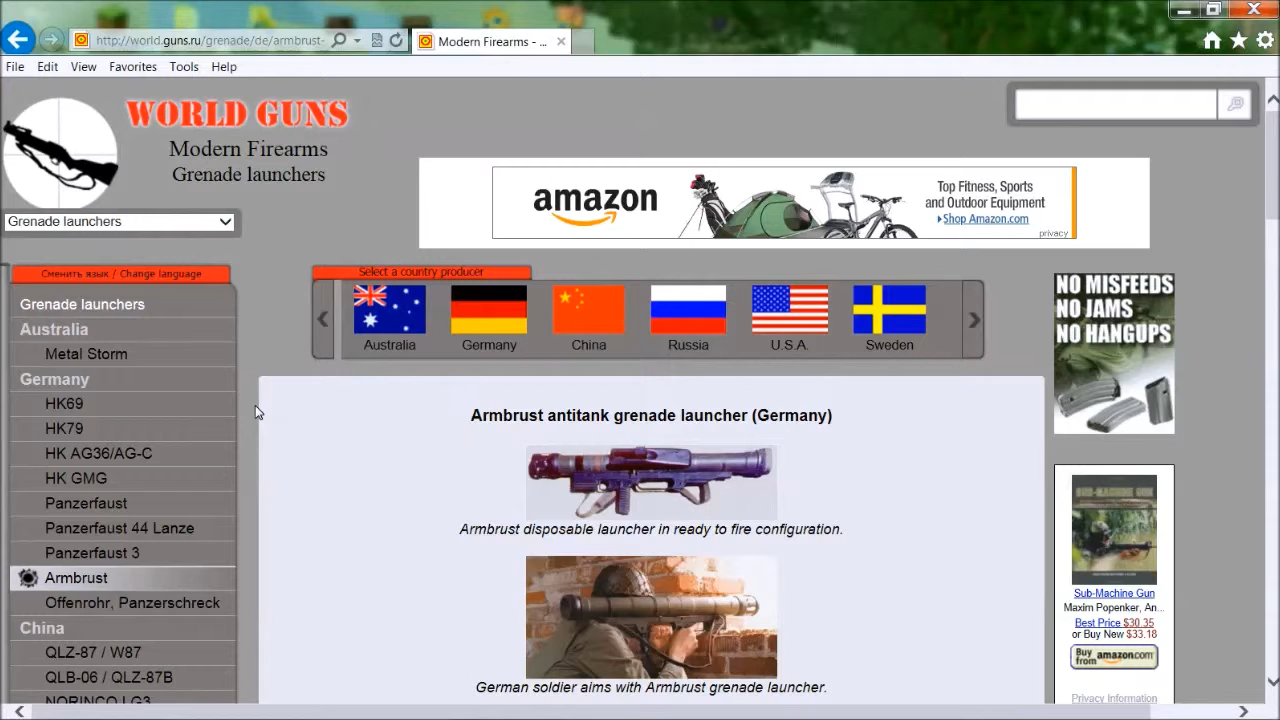 http://world.guns.ru/grenade/de/armbrust-
Modern Firearms - ...
File Edit View Favorites Tools Help
WORLD GUNS
Modern Firearms
Grenade launchers
Grenade launchers
amazon
Top Fitness, Sports
and Outdoor Equipment
Shop Amazon.com
privacy
Сменить язык / Change language
Select a country producer
Australia
Germany
China
Russia
U.S.A.
Sweden
Grenade launchers
Australia
Metal Storm
Germany
HK69
HK79
HK AG36/AG-C
HK GMG
Panzerfaust
Panzerfaust 44 Lanze
Panzerfaust 3
Armbrust
Offenrohr, Panzerschreck
China
QLZ-87 / W87
QLB-06 / QLZ-87B
NORINCO LG3
Armbrust antitank grenade launcher (Germany)
Armbrust disposable launcher in ready to fire configuration.
German soldier aims with Armbrust grenade launcher.
NO MISFEEDS
NO JAMS
NO HANGUPS
SUB-MACHINE GUN
Sub-Machine Gun
Maxim Popenker, An...
Best Price $30.35
or Buy New $33.18
Buy
from amazon.com
Privacy Information